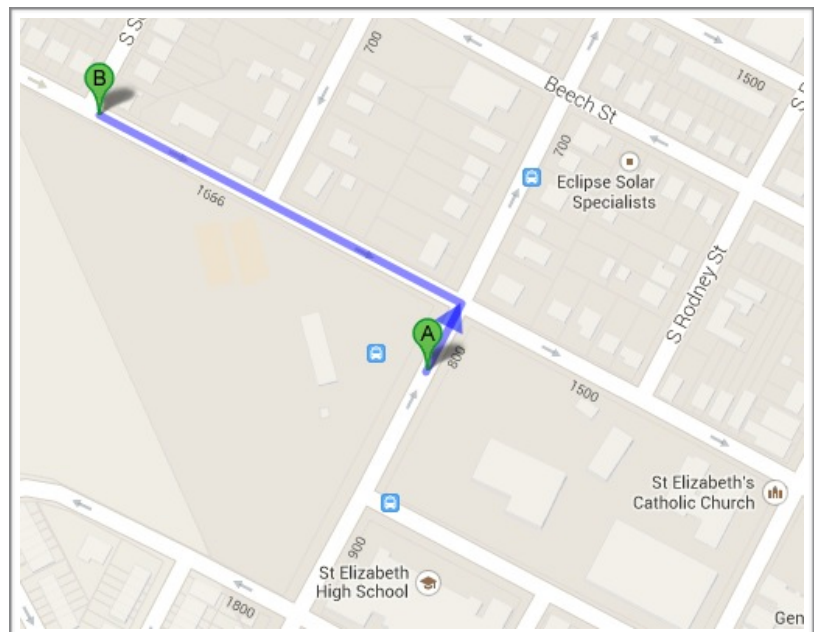 S S
700
1500
S
B
Beech St
700
Eclipse Solar
Specialists
1666
S Rodney St
A
800
1500
St Elizabeth's
Catholic Church
900
St Elizabeth
High School
1800
Gen